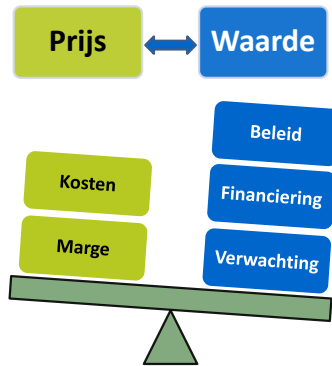 Prijs
Waarde
Beleid
Kosten
Financiering
Marge
Verwachting